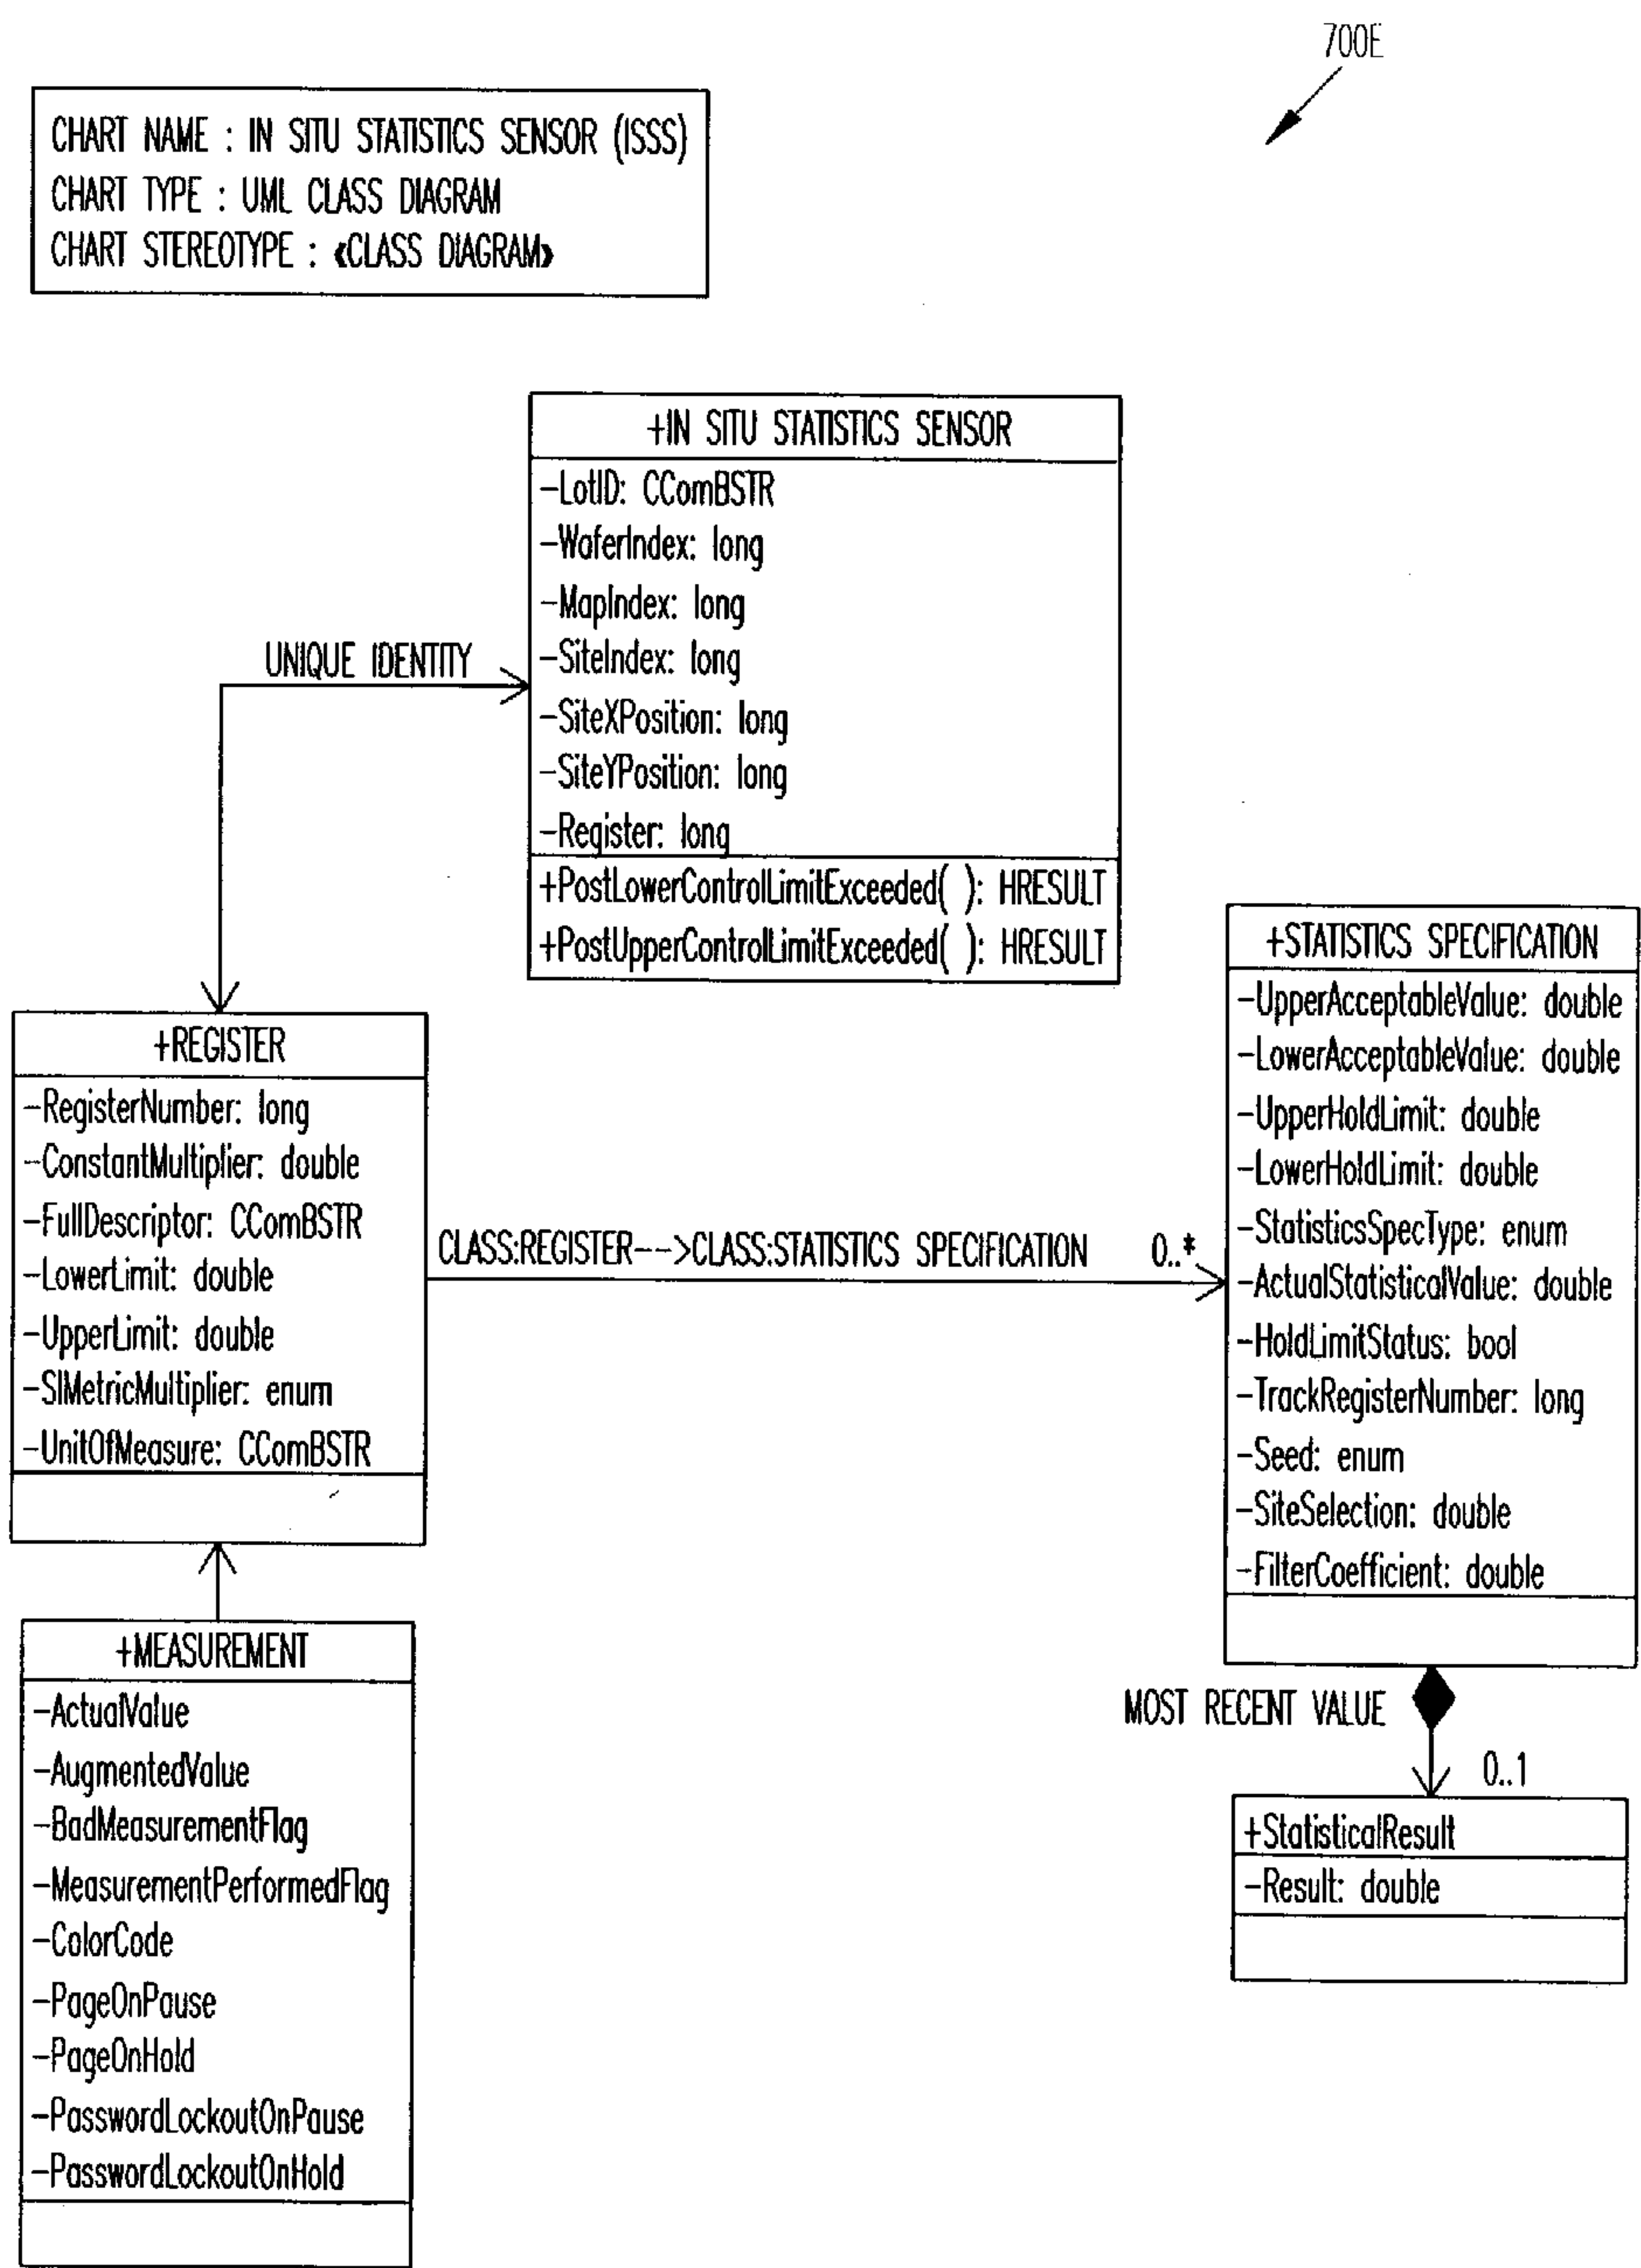 700E
CHART NAME : IN SITU STATISTICS SENSOR (ISSS)
CHART TYPE : UML CLASS DIAGRAM
CHART STEREOTYPE : «CLASS DIAGRAM»
+IN SITU STATISTICS SENSOR
-LotID: CComBSTR
-WaferIndex: long
-MapIndex: long
-SiteIndex: long
-SiteXPosition: long
-SiteYPosition: long
-Register: long
+PostLowerControlLimitExceeded( ): HRESULT
+PostUpperControlLimitExceeded( ): HRESULT
UNIQUE IDENTITY
+REGISTER
-RegisterNumber: long
-ConstantMultiplier: double
-FullDescriptor: CComBSTR
-LowerLimit: double
-UpperLimit: double
-SIMetricMultiplier: enum
-UnitOfMeasure: CComBSTR
CLASS:REGISTER-->CLASS:STATISTICS SPECIFICATION 0..*
+STATISTICS SPECIFICATION
-UpperAcceptableValue: double
-LowerAcceptableValue: double
-UpperHoldLimit: double
-LowerHoldLimit: double
-StatisticsSpecType: enum
-ActualStatisticalValue: double
-HoldLimitStatus: bool
-TrackRegisterNumber: long
-Seed: enum
-SiteSelection: double
-FilterCoefficient: double
+MEASUREMENT
-ActualValue
-AugmentedValue
-BadMeasurementFlag
-MeasurementPerformedFlag
-ColorCode
-PageOnPause
-PageOnHold
-PasswordLockoutOnPause
-PasswordLockoutOnHold
MOST RECENT VALUE
0..1
+StatisticalResult
-Result: double